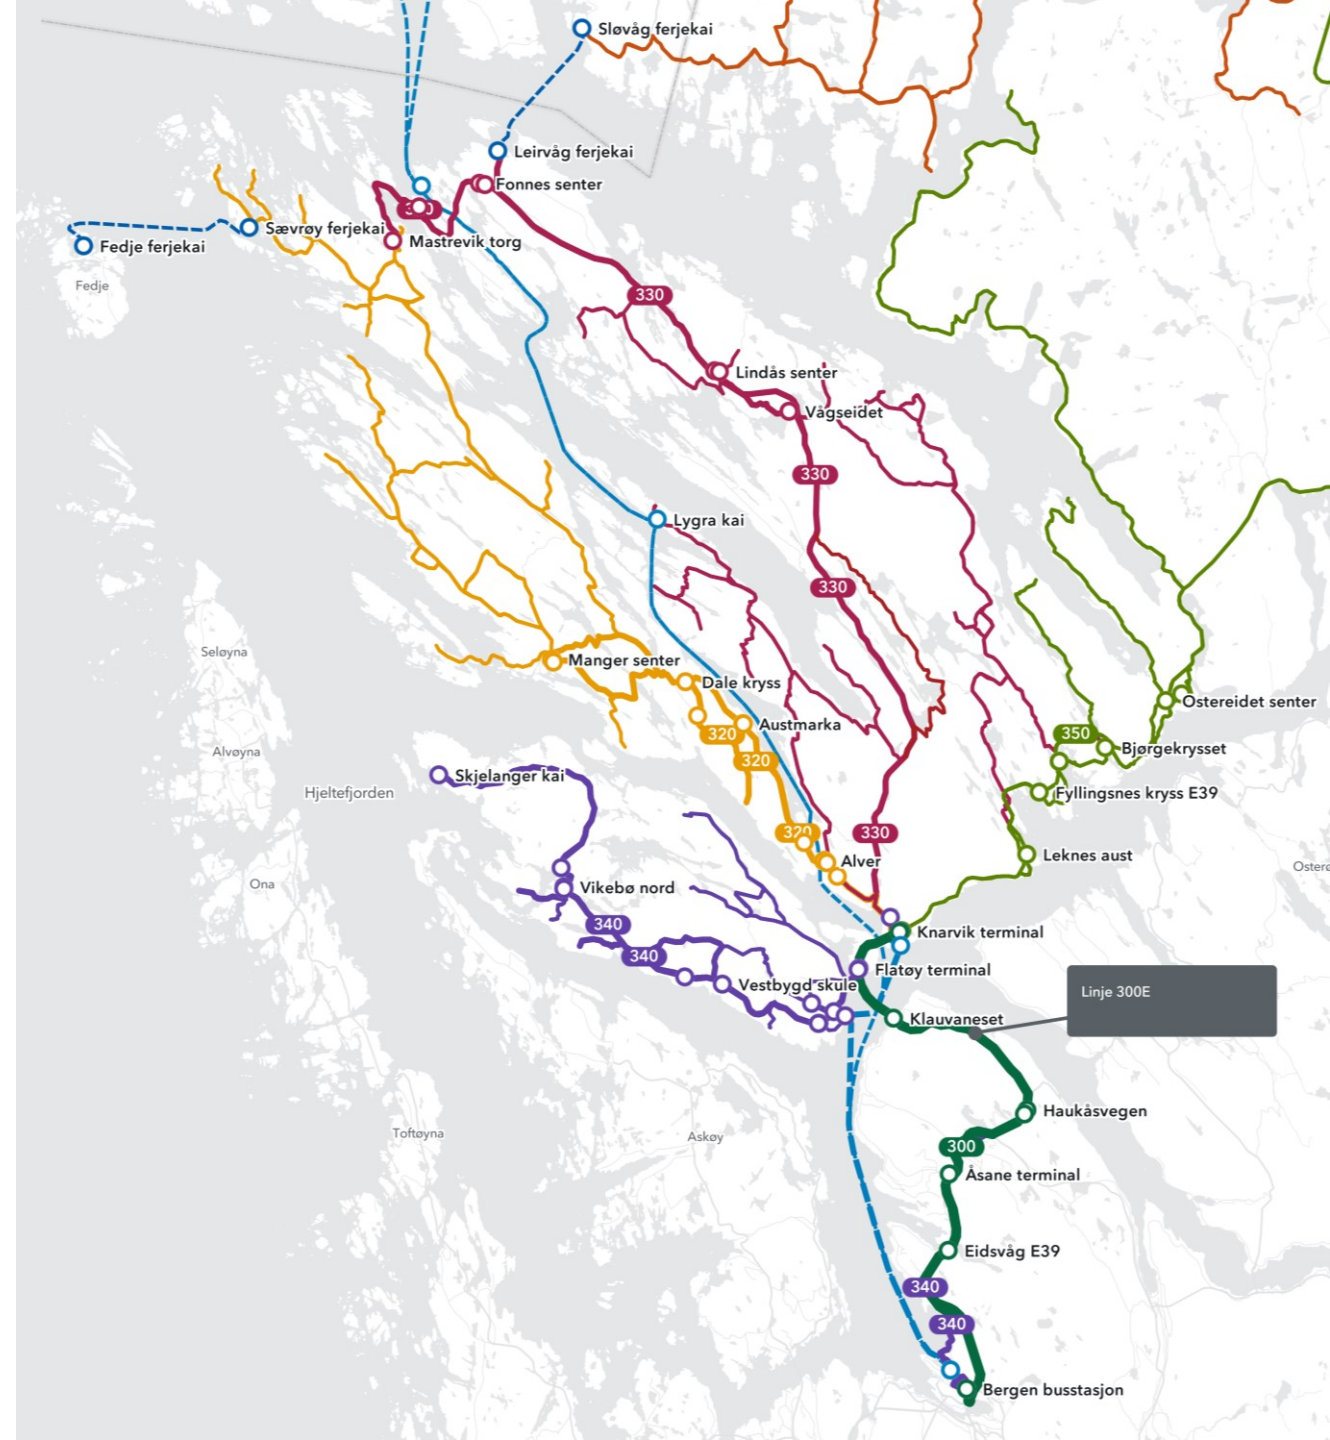 Sløvåg ferjekai
Leirvåg ferjekai
Fonnes senter
330
Sævrøy ferjekai
Mastrevik torg
Fedje ferjekai
Fedje
330
Lindås senter
Vågseidet
330
Lygra kai
330
Seløyna
Manger senter
Dale kryss
Ostereidet senter
Austmarka
320
350
Bjørgekrysset
Alvøyna
320
Skjelanger kai
Hjeltefjorden
Fyllingsnes kryss E39
320
330
Leknes aust
Alver
Ona
Vikebø nord
340
Knarvik terminal
340
Flatøy terminal
Vestbygd skule
Linje 300E
Klauvaneset
Haukåsvegen
Toftøyna
Askøy
300
Åsane terminal
Eidsvåg E39
340
340
Bergen busstasjon